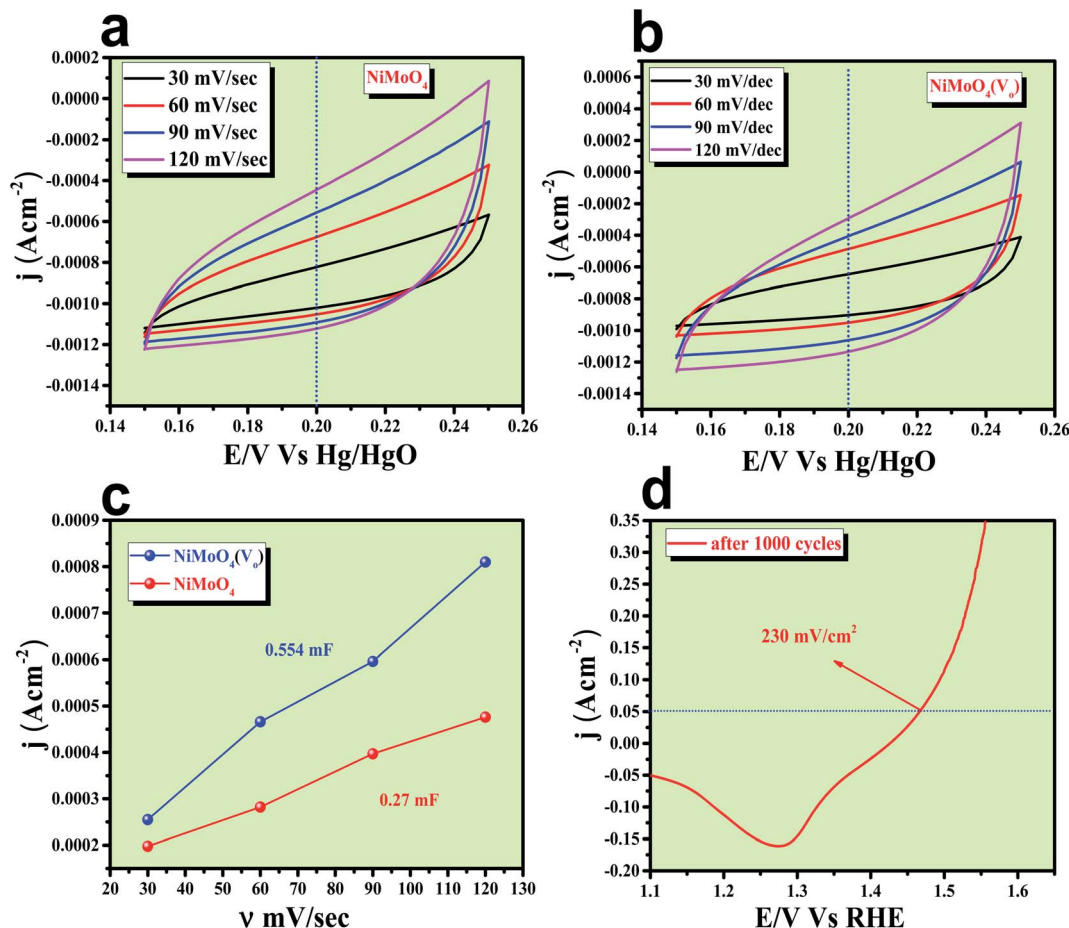 a
0.0002
0.0000
-0.0002
-0.0004
-0.0006
-0.0008
-0.0010
-0.0012
-0.0014
j (Acm⁻²)
30 mV/sec
60 mV/sec
90 mV/sec
120 mV/sec
NiMoO₄
0.14 0.16 0.18 0.20 0.22 0.24 0.26
E/V Vs Hg/HgO
b
0.0006
0.0004
0.0002
0.0000
-0.0002
-0.0004
-0.0006
-0.0008
-0.0010
-0.0012
-0.0014
j (Acm⁻²)
30 mV/dec
60 mV/dec
90 mV/dec
120 mV/dec
NiMoO₄(Vₒ)
0.14 0.16 0.18 0.20 0.22 0.24 0.26
E/V Vs Hg/HgO
c
0.0009
0.0008
0.0007
0.0006
0.0005
0.0004
0.0003
0.0002
j (Acm⁻²)
NiMoO₄(Vₒ)
NiMoO₄
0.554 mF
0.27 mF
20 30 40 50 60 70 80 90 100 110 120 130
ν mV/sec
d
0.35
0.30
0.25
0.20
0.15
0.10
0.05
0.00
-0.05
-0.10
-0.15
-0.20
j (Acm⁻²)
after 1000 cycles
230 mV/cm²
1.1 1.2 1.3 1.4 1.5 1.6
E/V Vs RHE